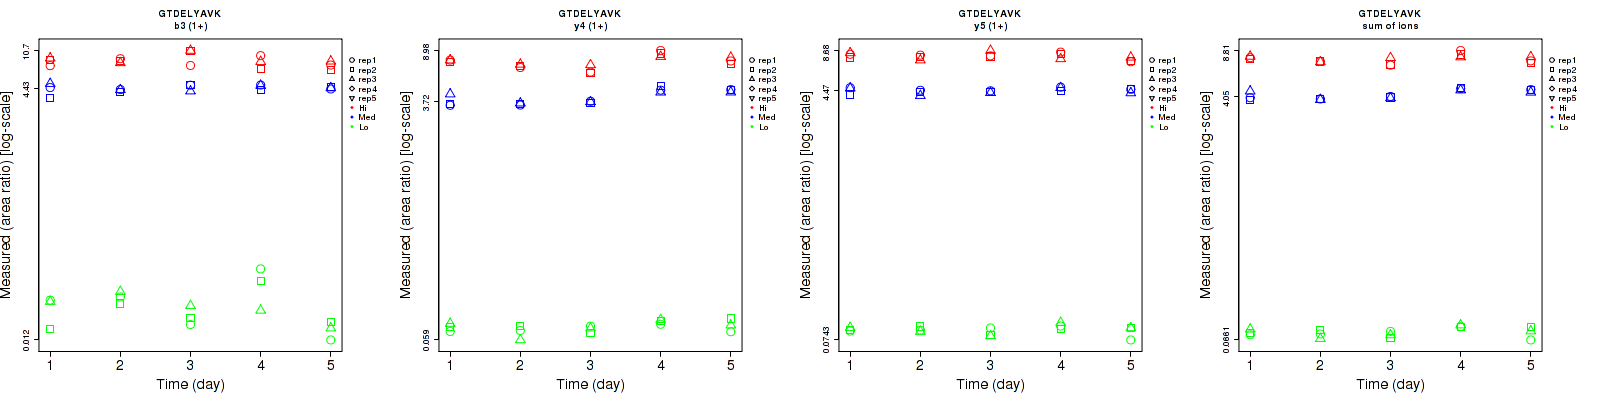 GTDELYAVK
b3 (1+)
Measured (area ratio) [log-scale]
10.7
4.43
0.012
1 2 3 4 5
Time (day)
rep1
rep2
rep3
rep4
rep5
Hi
Med
Lo
GTDELYAVK
y4 (1+)
Measured (area ratio) [log-scale]
8.98
3.72
0.059
1 2 3 4 5
Time (day)
rep1
rep2
rep3
rep4
rep5
Hi
Med
Lo
GTDELYAVK
y5 (1+)
Measured (area ratio) [log-scale]
8.68
4.47
0.0743
1 2 3 4 5
Time (day)
rep1
rep2
rep3
rep4
rep5
Hi
Med
Lo
GTDELYAVK
sum of ions
Measured (area ratio) [log-scale]
8.81
4.05
0.0661
1 2 3 4 5
Time (day)
rep1
rep2
rep3
rep4
rep5
Hi
Med
Lo